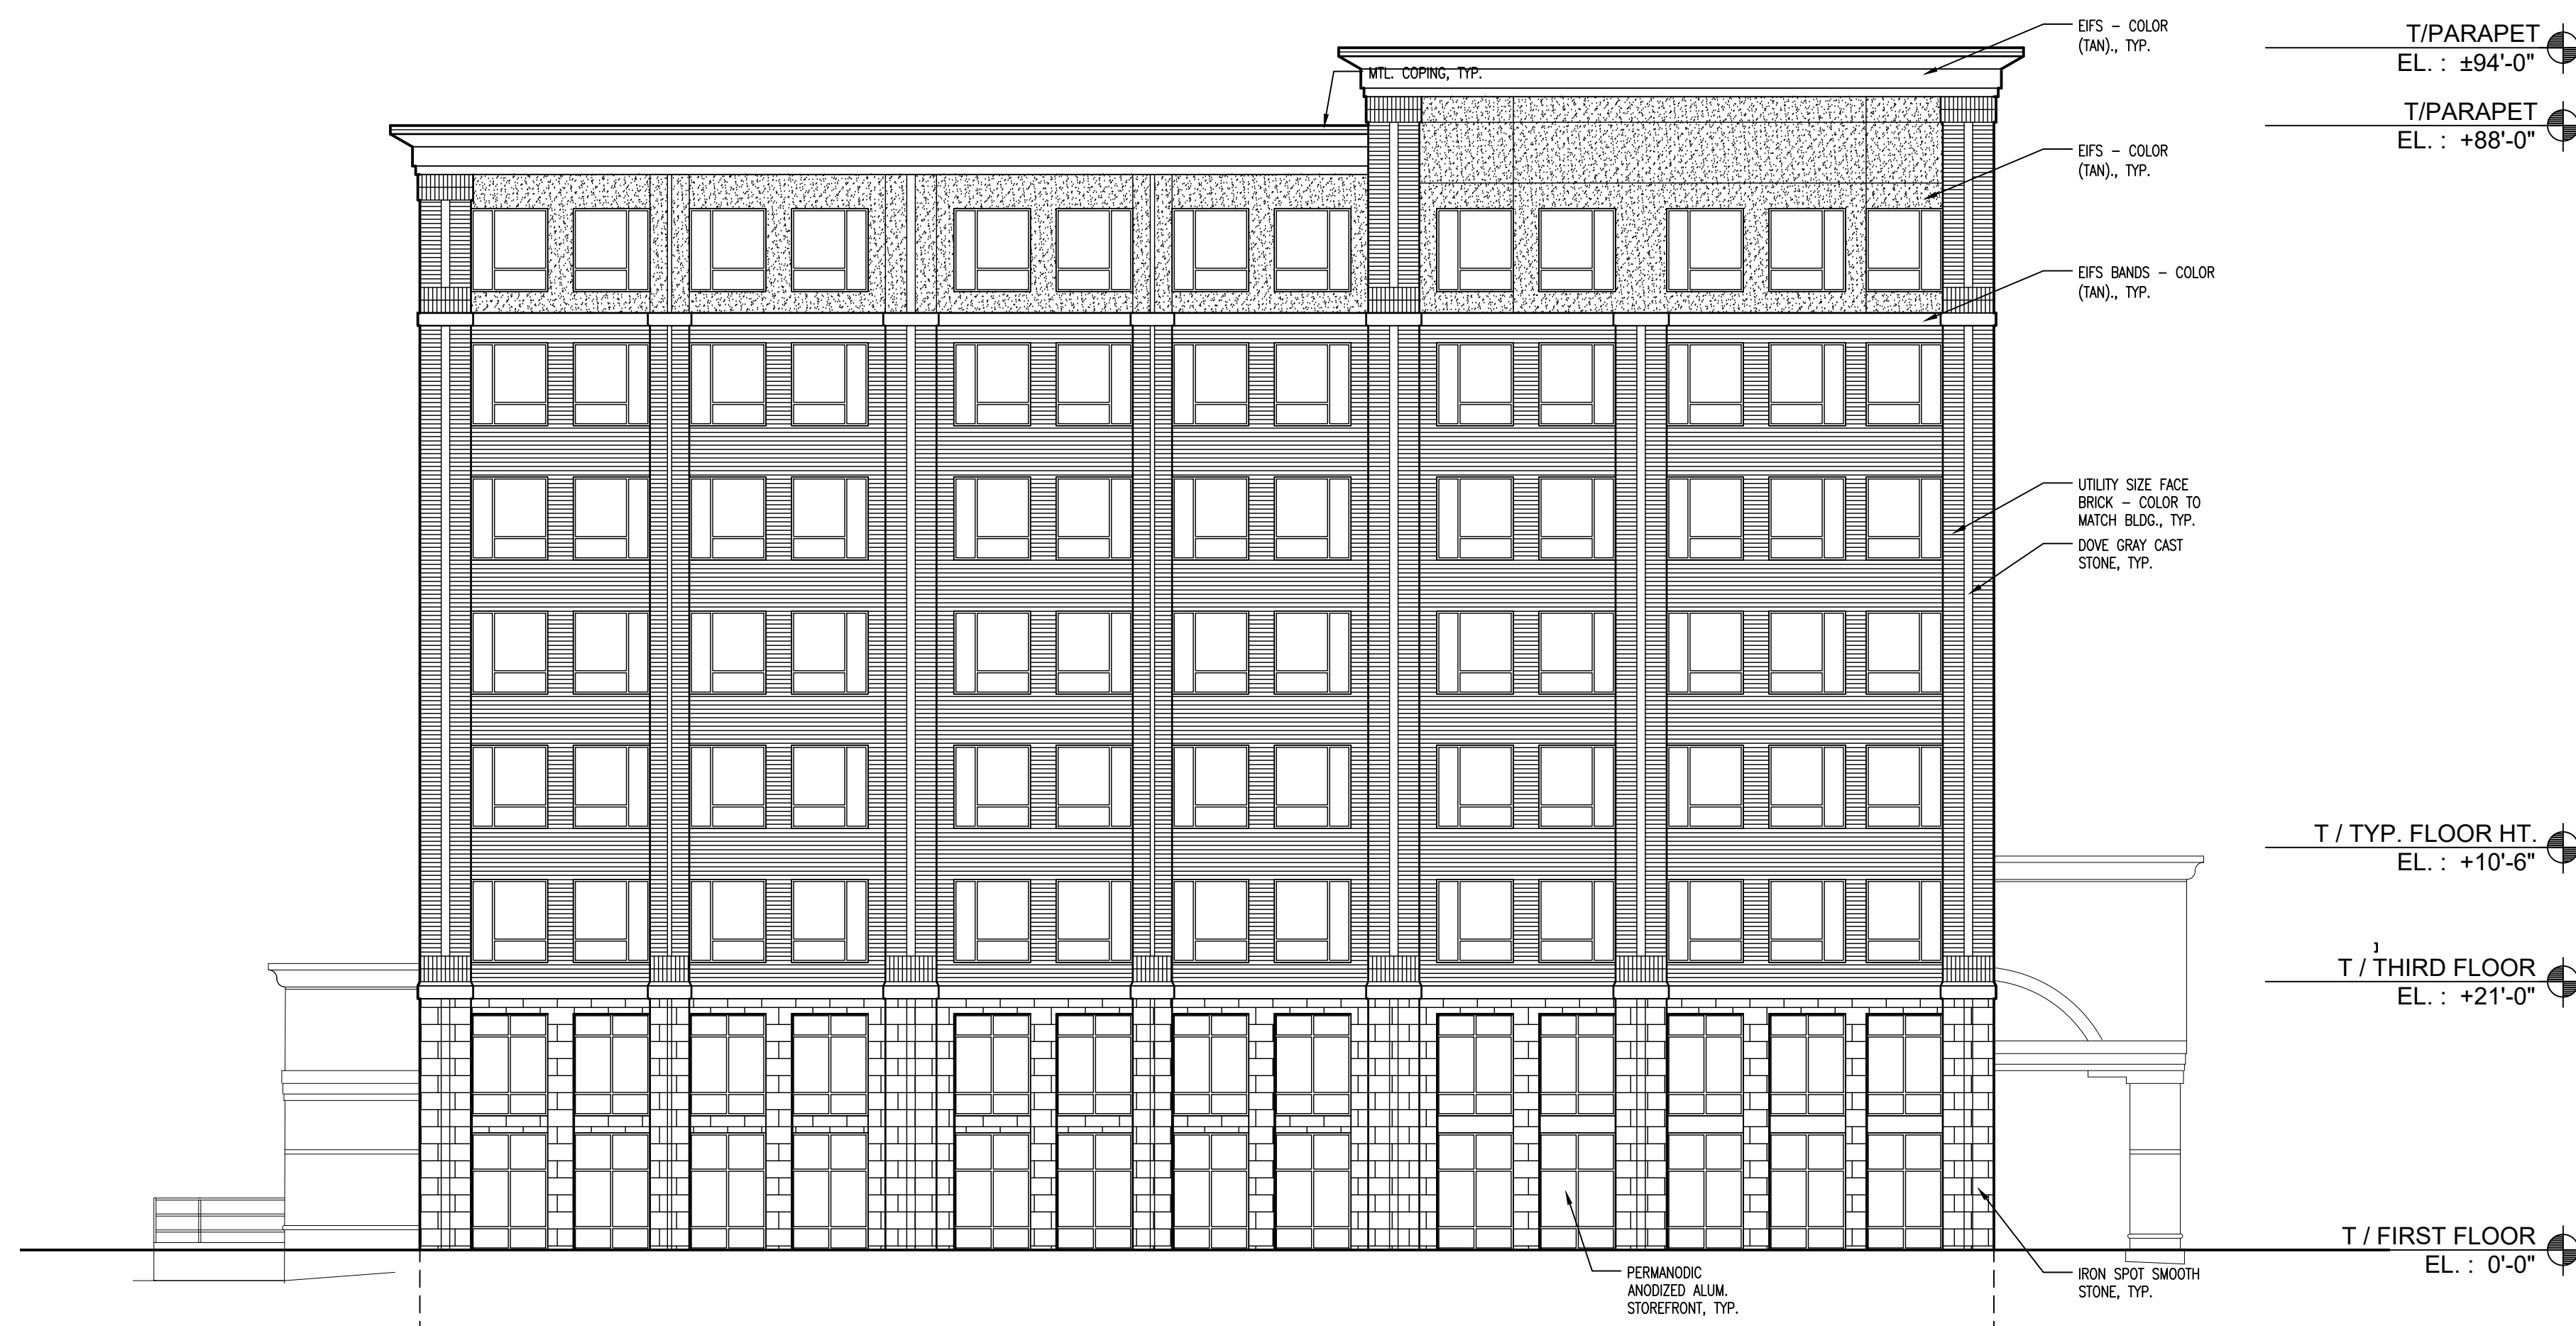 EIFS - COLOR
(TAN)., TYP.
T/PARAPET
EL. : ±94'-0"
MTL. COPING, TYP.
T/PARAPET
EL. : +88'-0"
EIFS - COLOR
(TAN)., TYP.
EIFS BANDS - COLOR
(TAN)., TYP.
UTILITY SIZE FACE
BRICK - COLOR TO
MATCH BLDG., TYP.
DOVE GRAY CAST
STONE, TYP.
T / TYP. FLOOR HT.
EL. : +10'-6"
T / THIRD FLOOR
EL. : +21'-0"
T / FIRST FLOOR
EL. : 0'-0"
PERMANODIC
ANODIZED ALUM.
STOREFRONT, TYP.
IRON SPOT SMOOTH
STONE, TYP.